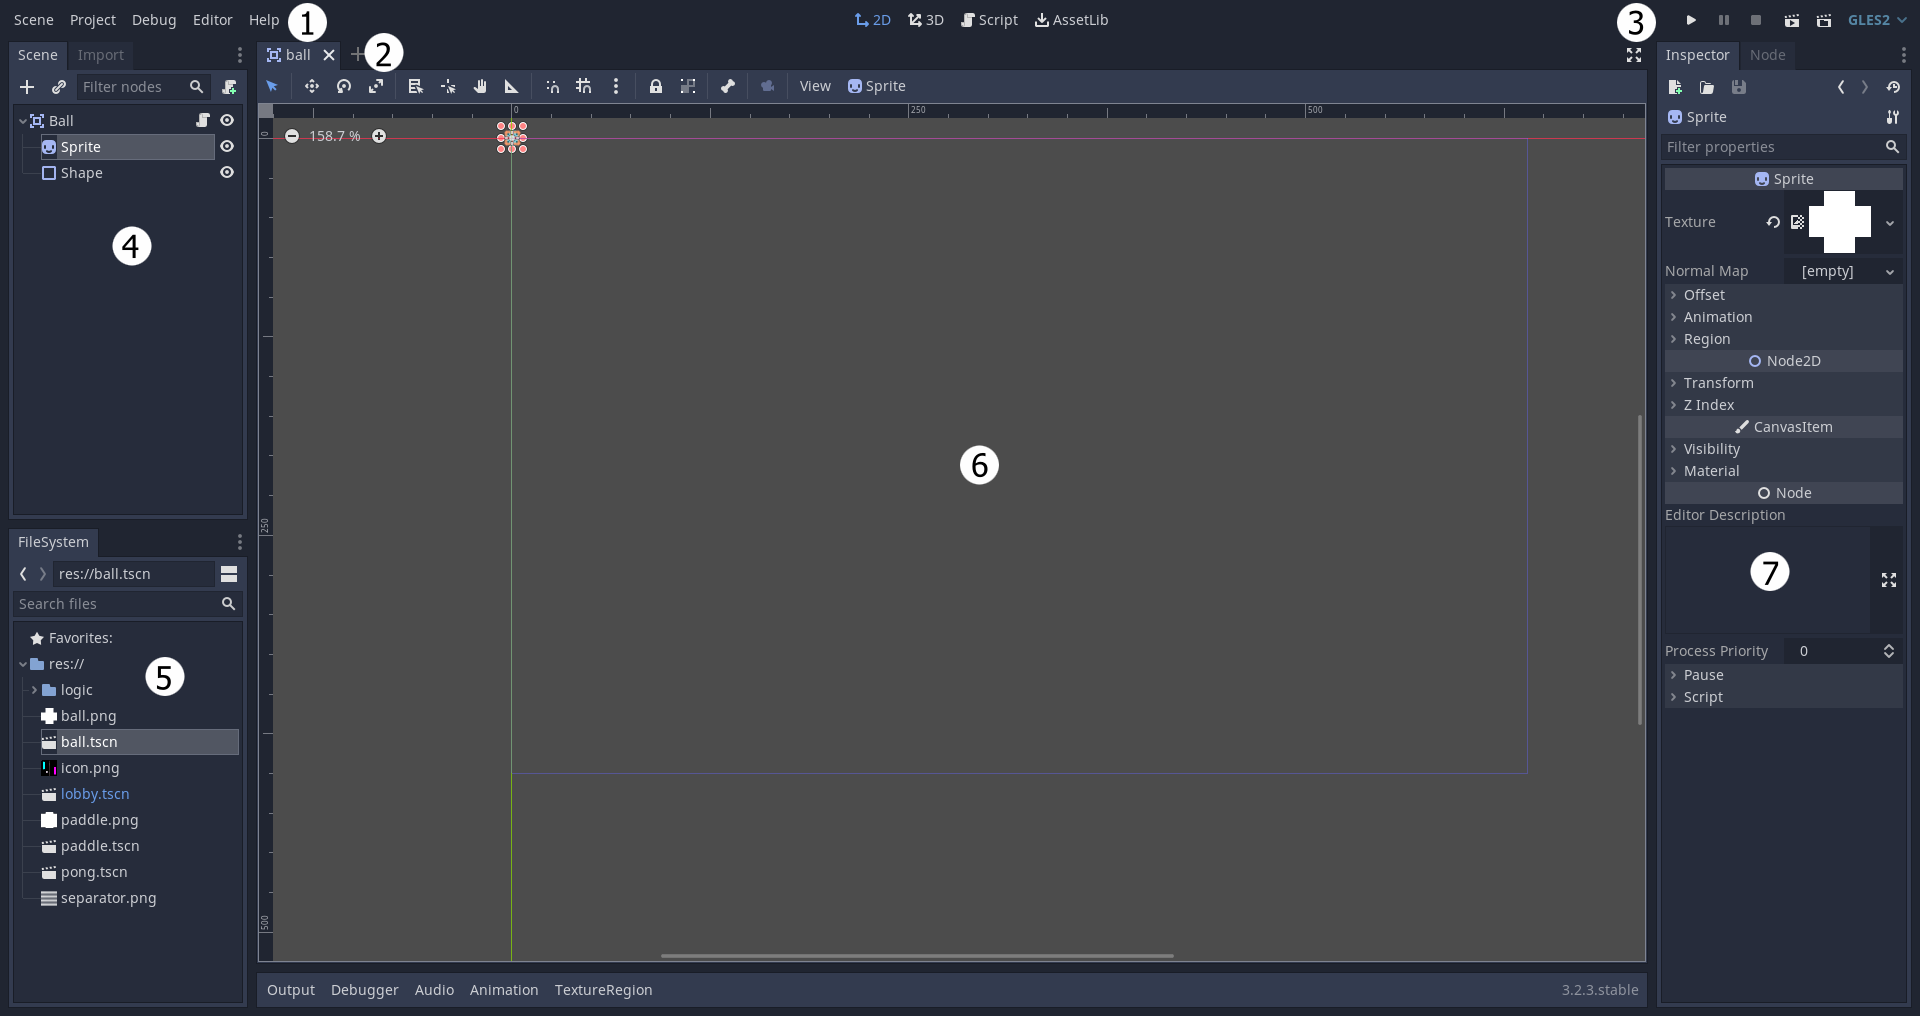 Scene Project Debug Editor Help 1 2D 3D Script AssetLib 3 GLES2
Scene Import
ball 2
Inspector Node
Filter nodes
View Sprite
Ball
Sprite
Shape
4
0 250 500
0
250
500
158.7 %
6
Sprite
Filter properties
Sprite
Texture
Normal Map [empty]
Offset
Animation
Region
Node2D
Transform
Z Index
CanvasItem
Visibility
Material
Node
Editor Description
7
Process Priority 0
Pause
Script
FileSystem
res://ball.tscn
Search files
Favorites:
res://
5
logic
ball.png
ball.tscn
icon.png
lobby.tscn
paddle.png
paddle.tscn
pong.tscn
separator.png
Output Debugger Audio Animation TextureRegion 3.2.3.stable